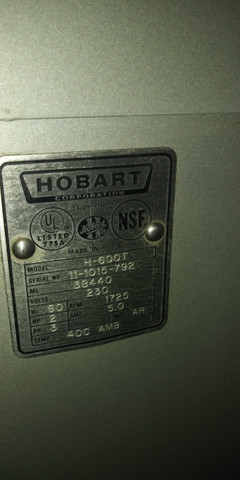 HOBART
CORPORATION
UL
LISTED
775A
NSF
MADE IN
MODEL H-600T
SERIAL NO. 11-1015-792
ML. 38440
VOLTS 230
HZ 60 RPM 1725
HP 2 5.0 AR
PH 3
TEMP. 40C AMB